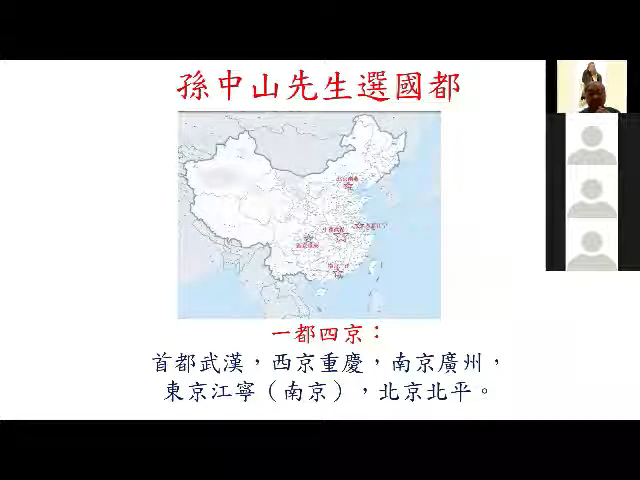 孫中山先生選國都
一都四京：
首都武漢，西京重慶，南京廣州，
東京江寧（南京），北京北平。